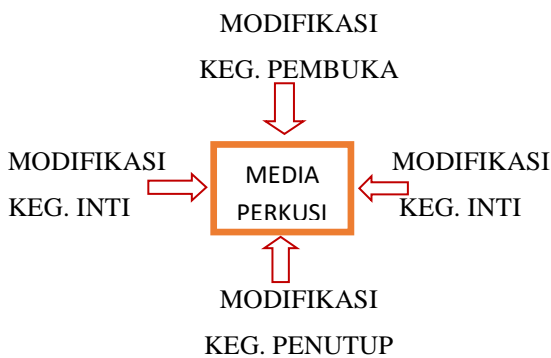 MODIFIKASI
KEG. PEMBUKA
MODIFIKASI
KEG. INTI
MEDIA
PERKUSI
MODIFIKASI
KEG. INTI
MODIFIKASI
KEG. PENUTUP